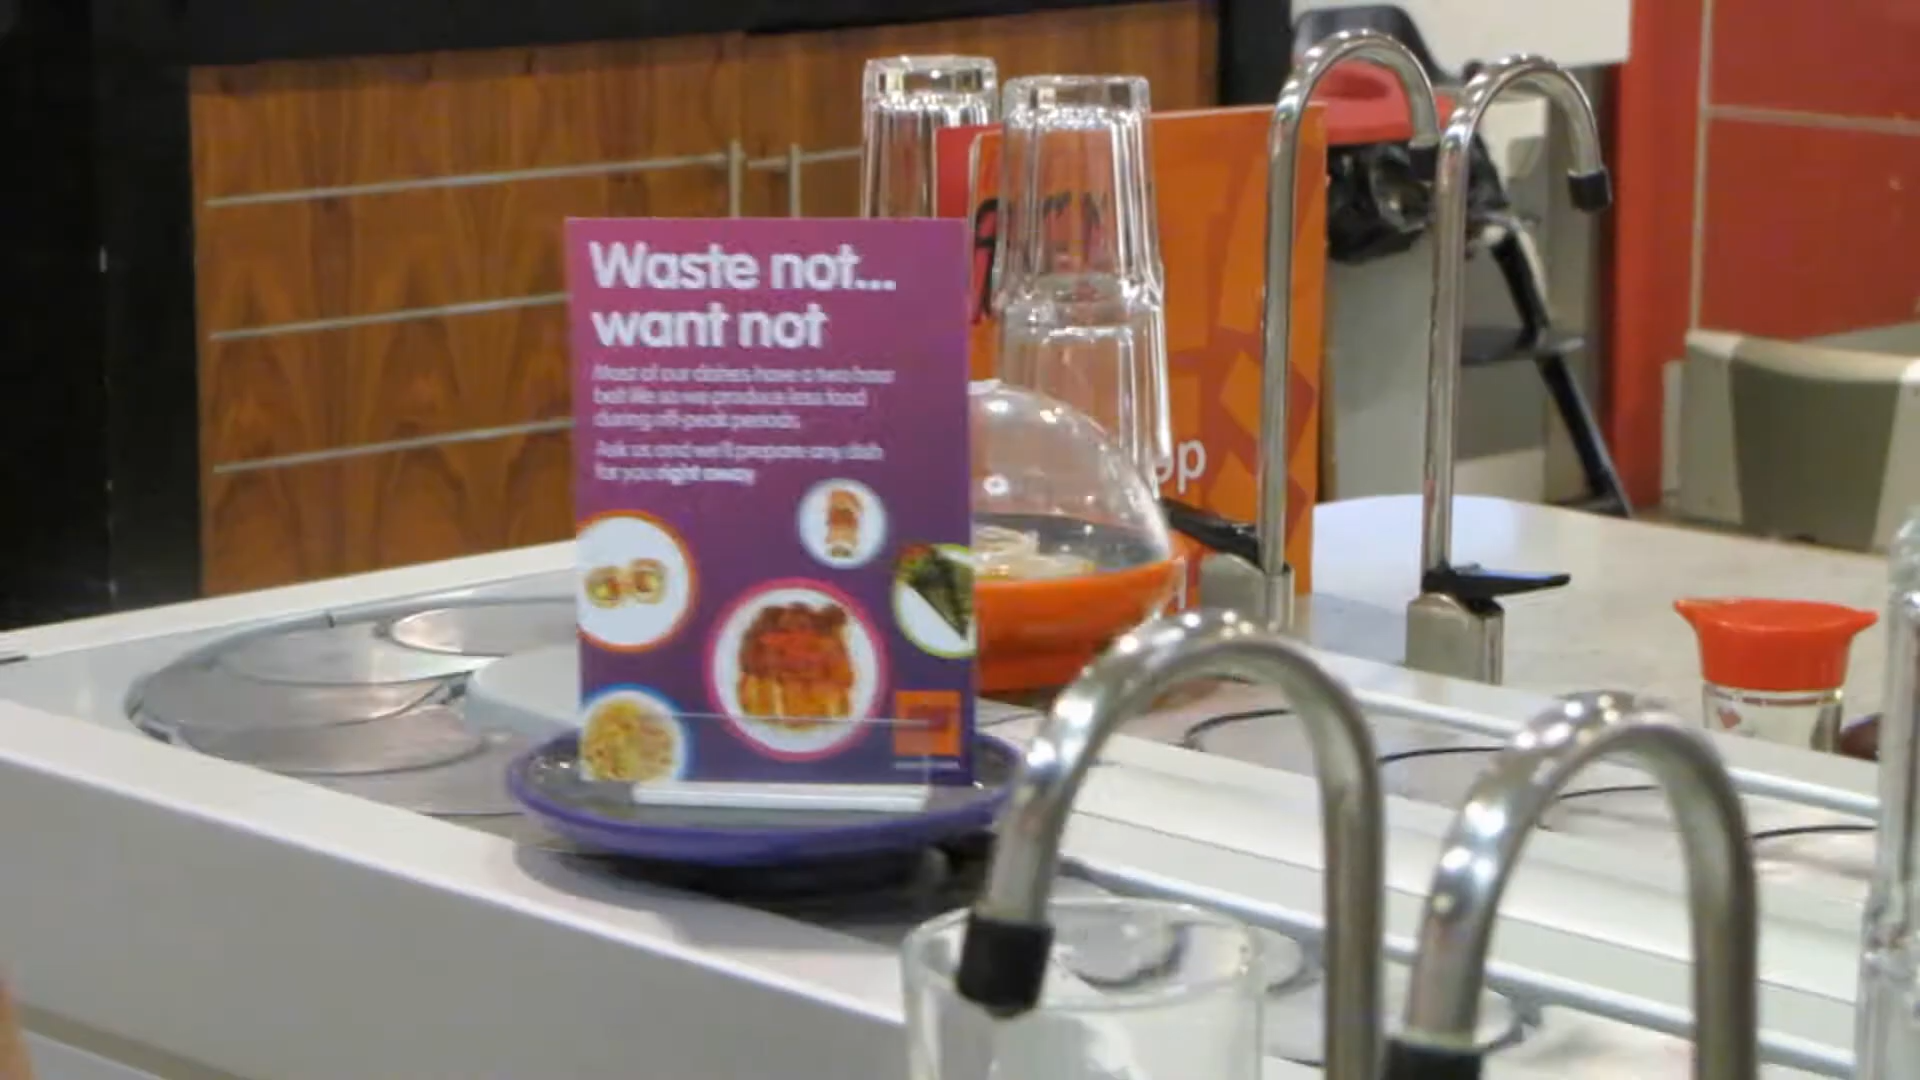 Waste not...
want not
Most of our dishes have a two hour
belt life so we produce less food
during off-peak periods.
Ask us and we'll prepare any dish
for you right away
op